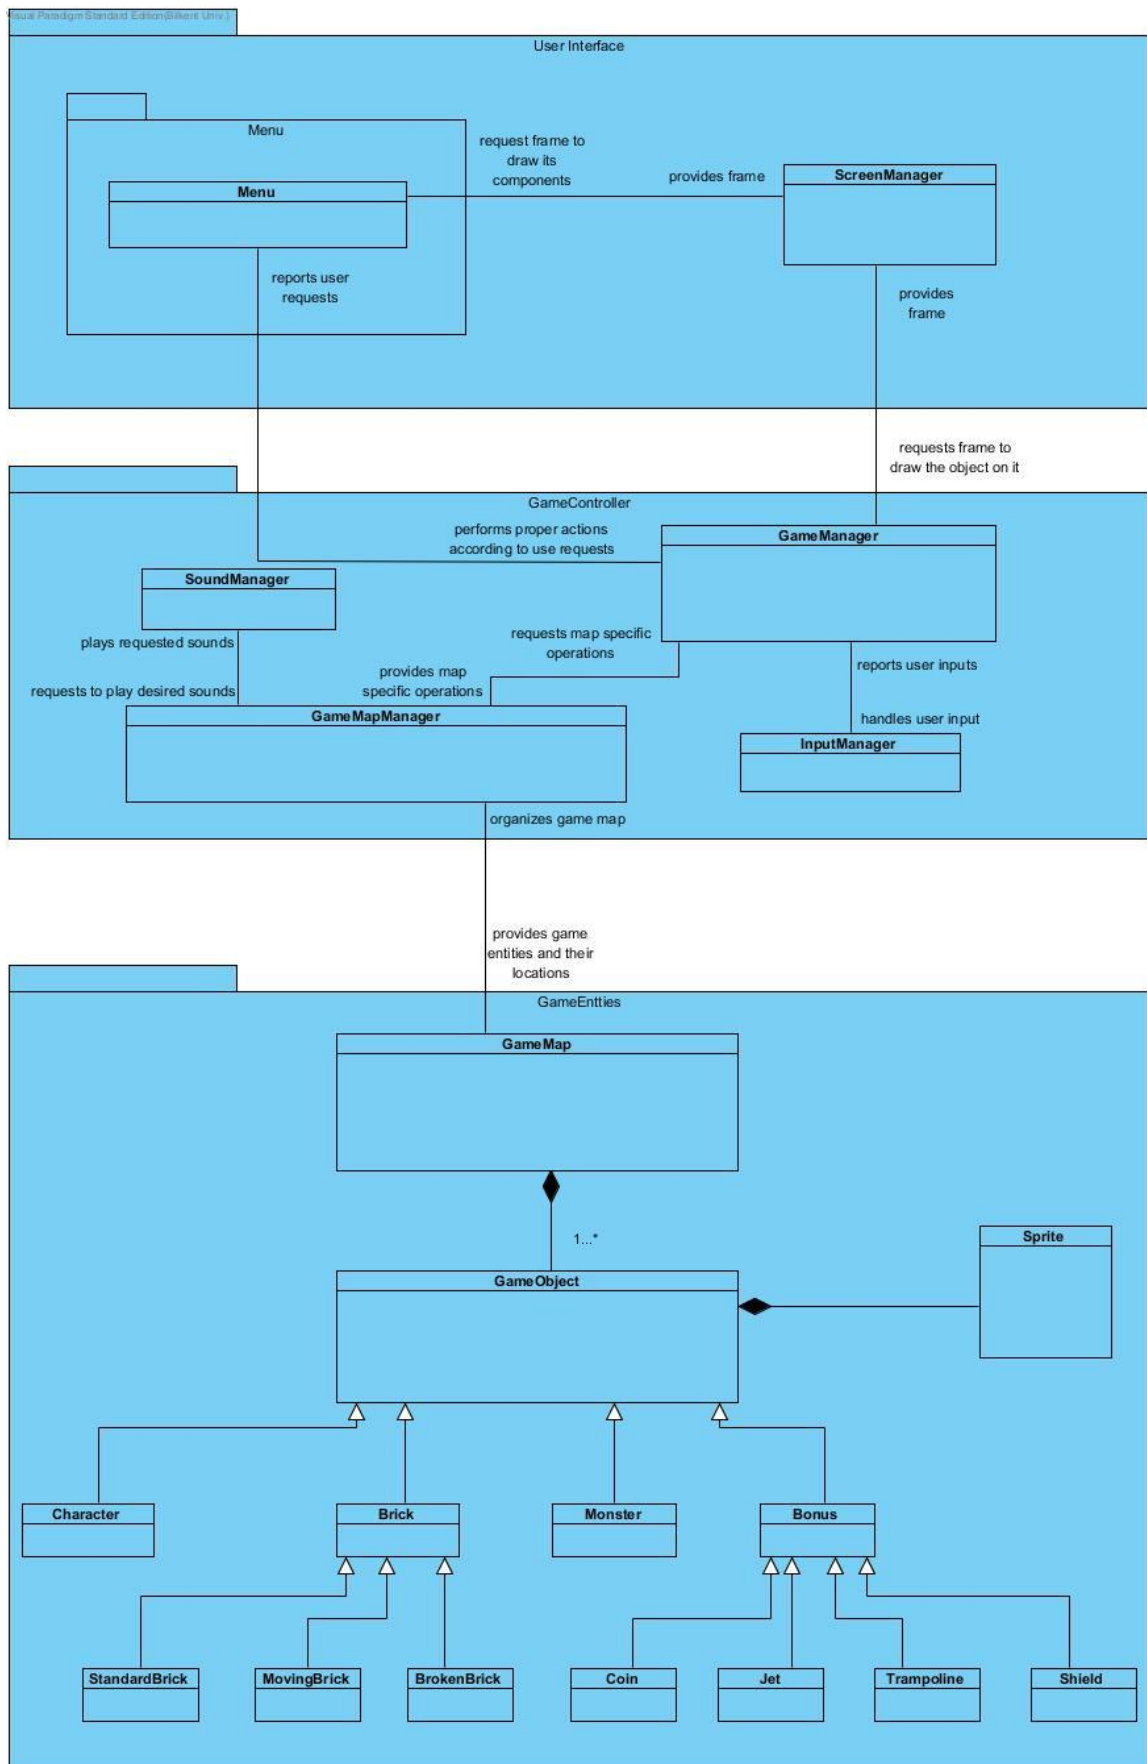 Visual Paradigm Standard Edition(Bilkent Univ.)
User Interface
Menu
request frame to
draw its
components
provides frame
ScreenManager
Menu
reports user
requests
provides
frame
requests frame to
draw the object on it
GameController
performs proper actions
according to use requests
GameManager
SoundManager
plays requested sounds
requests map specific
operations
reports user inputs
provides map
specific operations
requests to play desired sounds
GameMapManager
handles user input
InputManager
organizes game map
provides game
entities and their
locations
GameEntties
GameMap
1...*
Sprite
GameObject
Character
Brick
Monster
Bonus
StandardBrick
MovingBrick
BrokenBrick
Coin
Jet
Trampoline
Shield